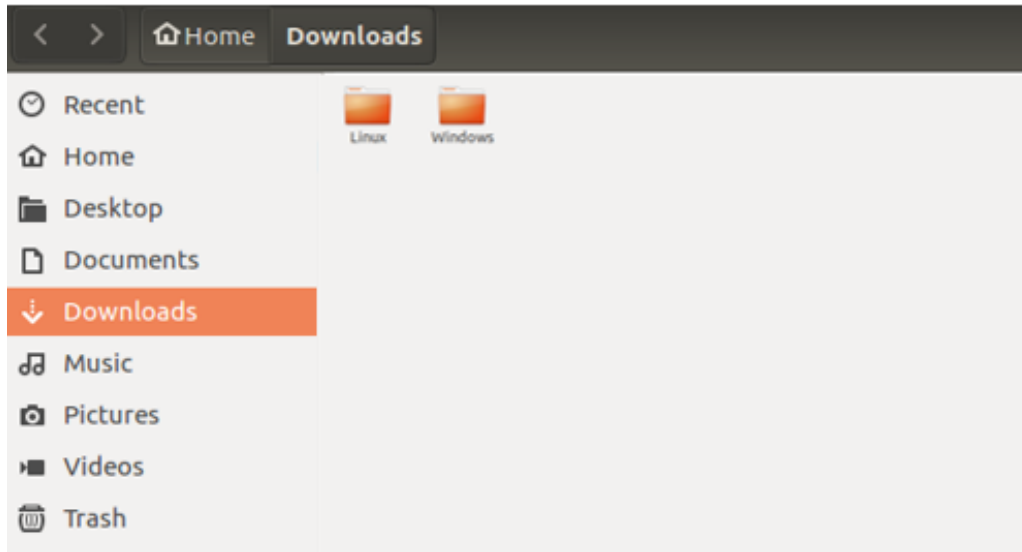 Home Downloads
Recent
Home
Desktop
Documents
Downloads
Music
Pictures
Videos
Trash
Linux Windows